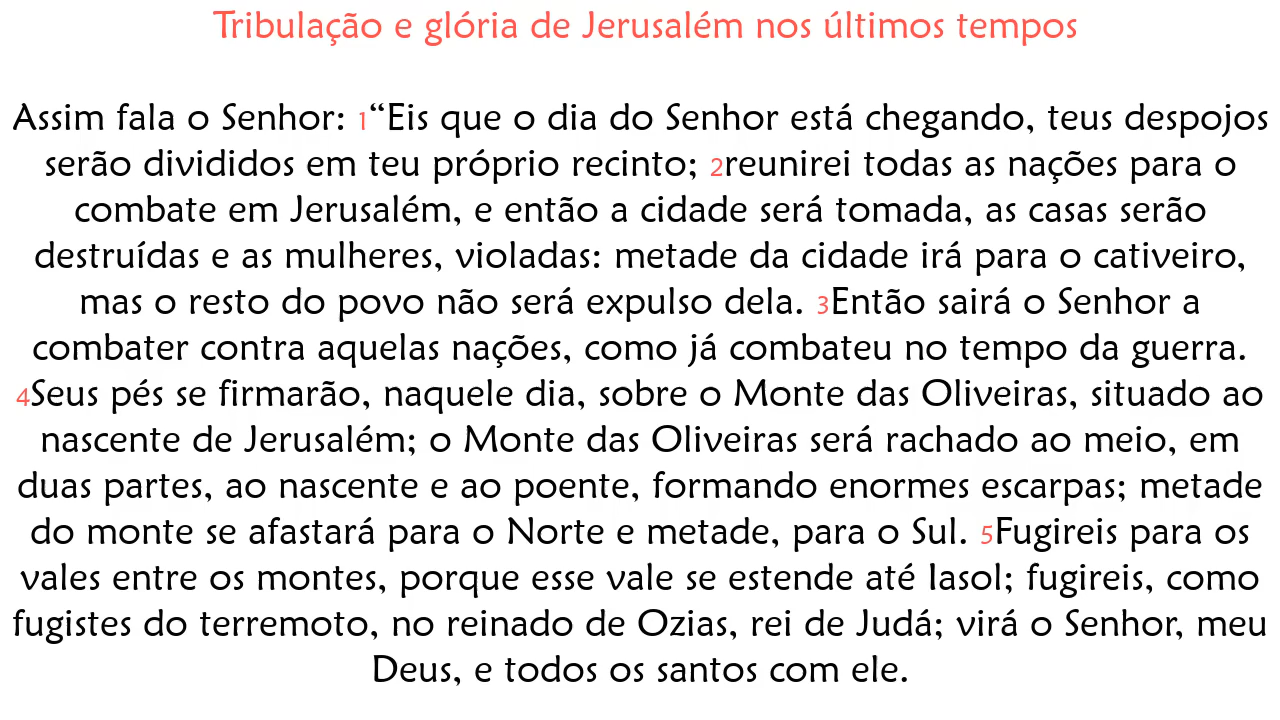 Tribulação e glória de Jerusalém nos últimos tempos
Assim fala o Senhor: 1“Eis que o dia do Senhor está chegando, teus despojos
serão divididos em teu próprio recinto; 2reunirei todas as nações para o
combate em Jerusalém, e então a cidade será tomada, as casas serão
destruídas e as mulheres, violadas: metade da cidade irá para o cativeiro,
mas o resto do povo não será expulso dela. 3Então sairá o Senhor a
combater contra aquelas nações, como já combateu no tempo da guerra.
4Seus pés se firmarão, naquele dia, sobre o Monte das Oliveiras, situado ao
nascente de Jerusalém; o Monte das Oliveiras será rachado ao meio, em
duas partes, ao nascente e ao poente, formando enormes escarpas; metade
do monte se afastará para o Norte e metade, para o Sul. 5Fugireis para os
vales entre os montes, porque esse vale se estende até Iasol; fugireis, como
fugistes do terremoto, no reinado de Ozias, rei de Judá; virá o Senhor, meu
Deus, e todos os santos com ele.